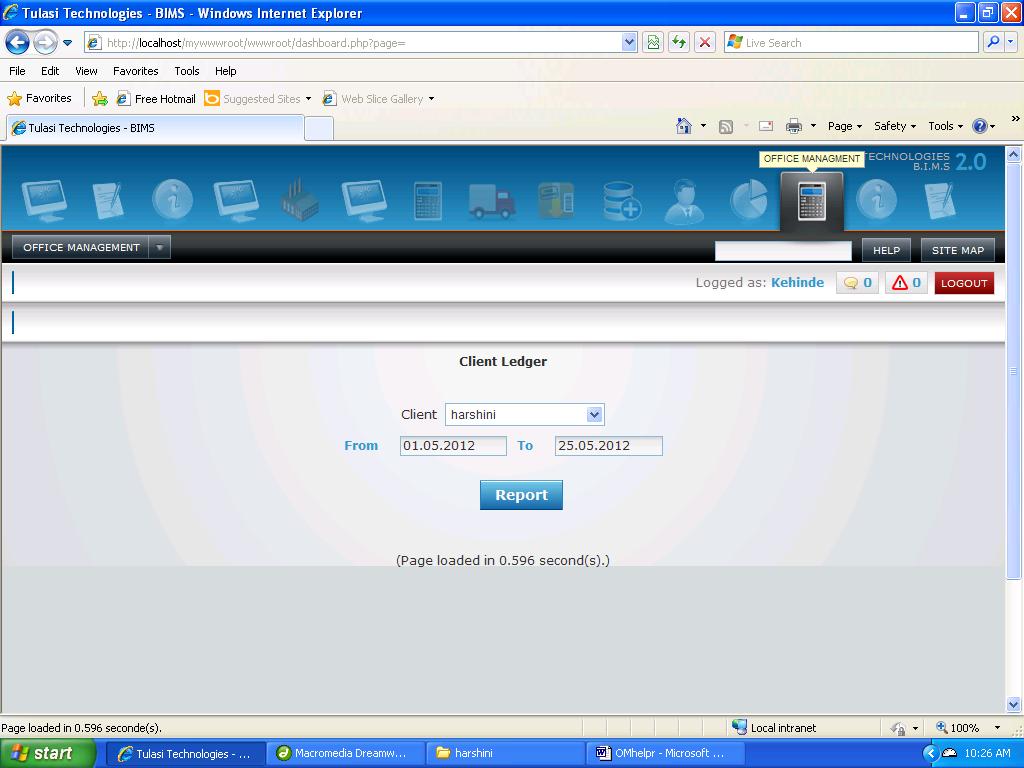 Tulasi Technologies - BIMS - Windows Internet Explorer
http://localhost/mywwwroot/wwwroot/dashboard.php?page=
Live Search
File Edit View Favorites Tools Help
Favorites Free Hotmail Suggested Sites Web Slice Gallery
Tulasi Technologies - BIMS
Page Safety Tools »
OFFICE MANAGMENT
ECHNOLOGIES
B.I.M.S 2.0
OFFICE MANAGEMENT HELP SITE MAP
Logged as: Kehinde 0 0 LOGOUT
Client Ledger
Client harshini
From 01.05.2012 To 25.05.2012
Report
(Page loaded in 0.596 second(s).)
Page loaded in 0.596 seconde(s). Local intranet 100%
start Tulasi Technologies - ... Macromedia Dreamw... harshini OMhelpr - Microsoft ... 10:26 AM